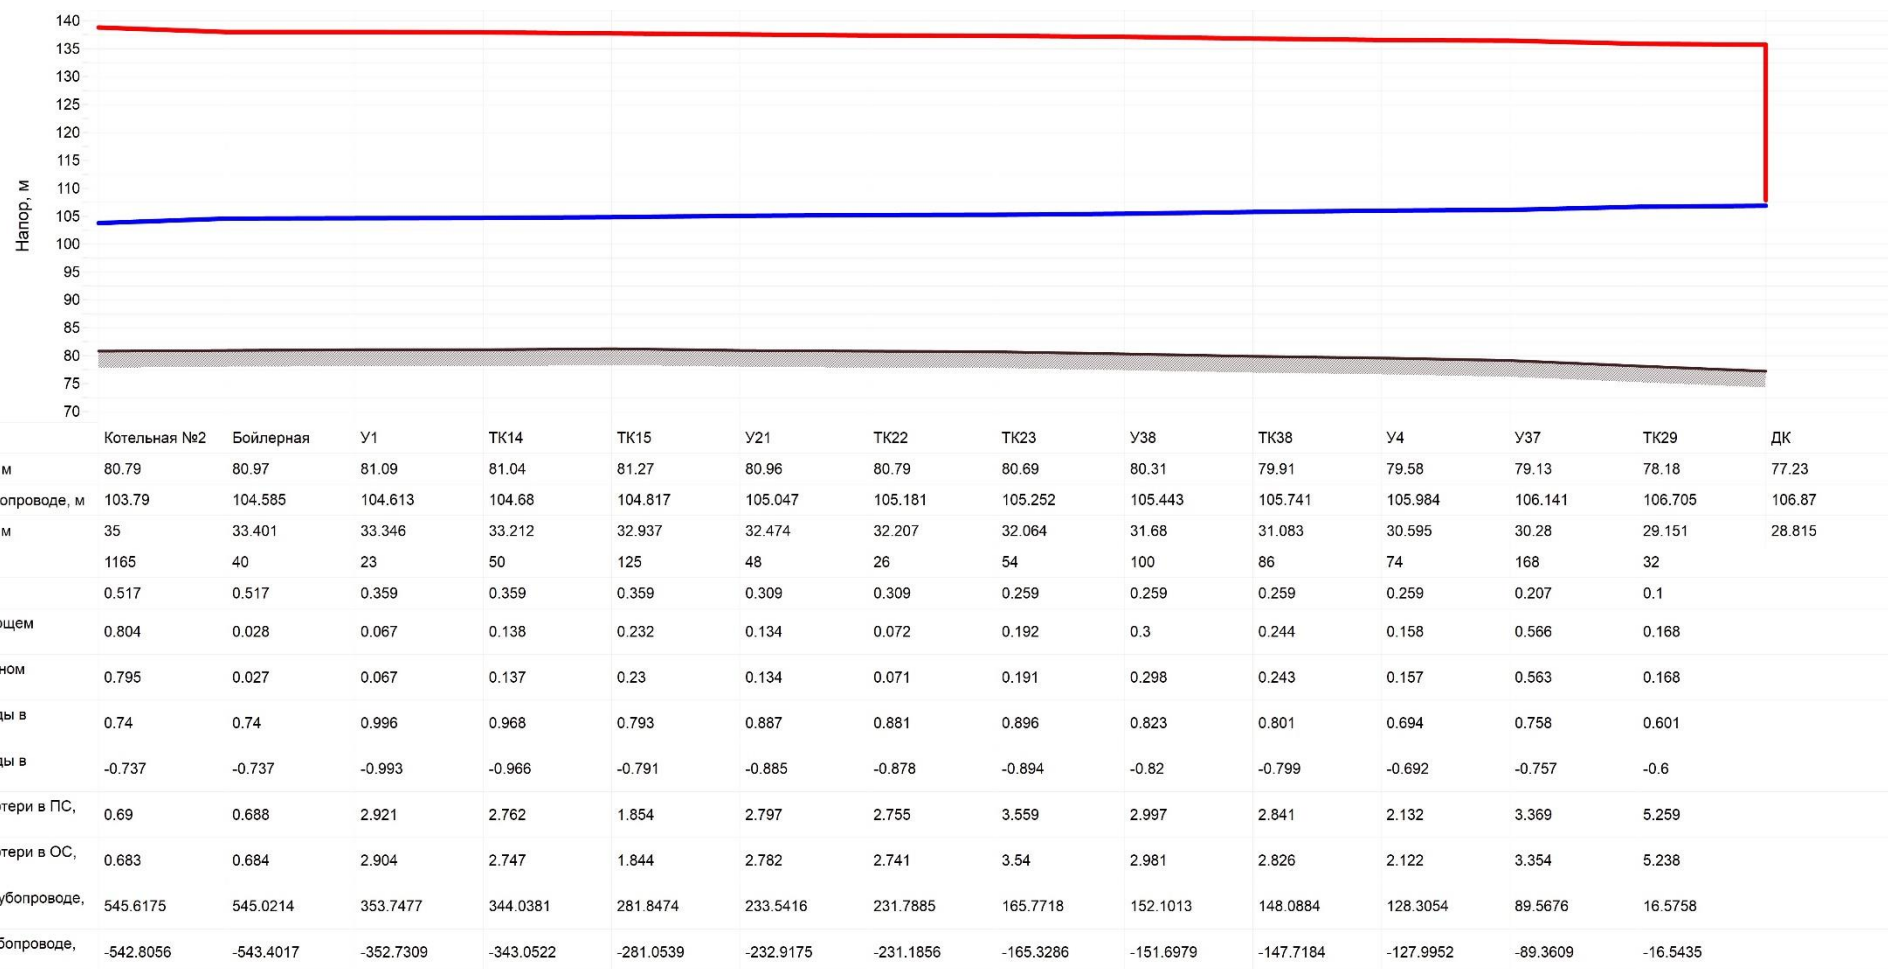 140
135
130
125
120
115
110
105
100
95
90
85
80
75
70
Напор, м
Котельная №2 Бойлерная У1 ТК14 ТК15 У21 ТК22 ТК23 У38 ТК38 У4 У37 ТК29 ДК
м 80.79 80.97 81.09 81.04 81.27 80.96 80.79 80.69 80.31 79.91 79.58 79.13 78.18 77.23
опроводе, м 103.79 104.585 104.613 104.68 104.817 105.047 105.181 105.252 105.443 105.741 105.984 106.141 106.705 106.87
м 35 33.401 33.346 33.212 32.937 32.474 32.207 32.064 31.68 31.083 30.595 30.28 29.151 28.815
1165 40 23 50 125 48 26 54 100 86 74 168 32
0.517 0.517 0.359 0.359 0.359 0.309 0.309 0.259 0.259 0.259 0.259 0.207 0.1
ющем 0.804 0.028 0.067 0.138 0.232 0.134 0.072 0.192 0.3 0.244 0.158 0.566 0.168
ном 0.795 0.027 0.067 0.137 0.23 0.134 0.071 0.191 0.298 0.243 0.157 0.563 0.168
ды в 0.74 0.74 0.996 0.968 0.793 0.887 0.881 0.896 0.823 0.801 0.694 0.758 0.601
ды в -0.737 -0.737 -0.993 -0.966 -0.791 -0.885 -0.878 -0.894 -0.82 -0.799 -0.692 -0.757 -0.6
тери в ПС, 0.69 0.688 2.921 2.762 1.854 2.797 2.755 3.559 2.997 2.841 2.132 3.369 5.259
тери в ОС, 0.683 0.684 2.904 2.747 1.844 2.782 2.741 3.54 2.981 2.826 2.122 3.354 5.238
убопроводе, 545.6175 545.0214 353.7477 344.0381 281.8474 233.5416 231.7885 165.7718 152.1013 148.0884 128.3054 89.5676 16.5758
бопроводе, -542.8056 -543.4017 -352.7309 -343.0522 -281.0539 -232.9175 -231.1856 -165.3286 -151.6979 -147.7184 -127.9952 -89.3609 -16.5435